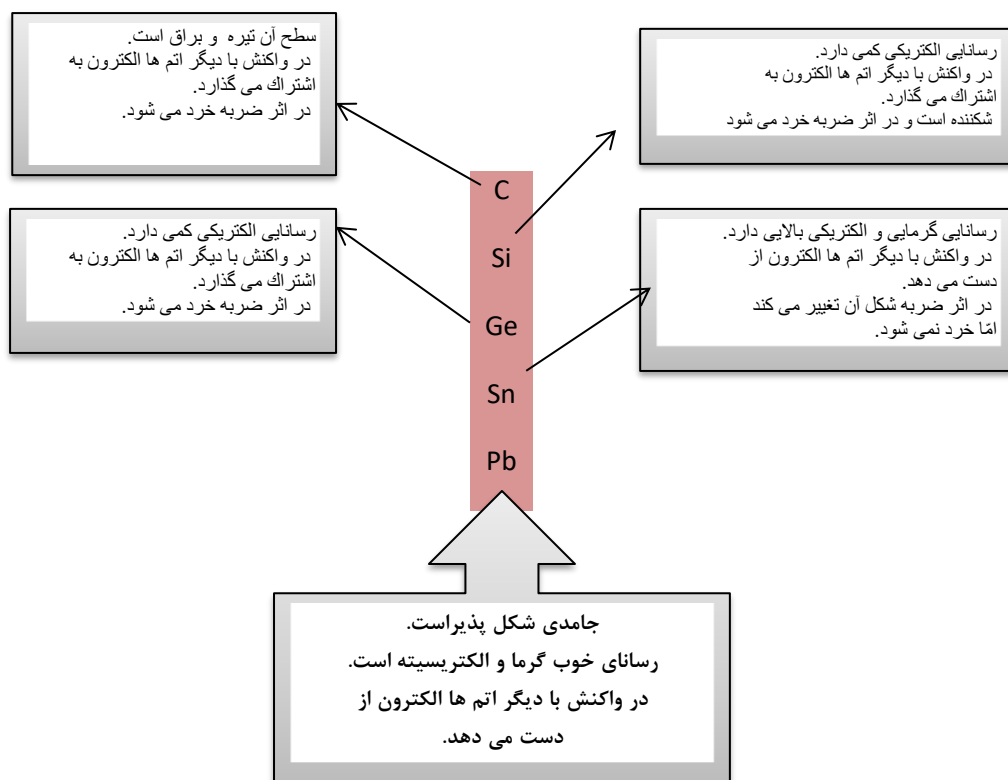 سطح آن تیره و براق است.
در واکنش با دیگر اتم ها الکترون به
اشتراك می گذارد.
در اثر ضربه خرد می شود.
رسانایی الکتریکی کمی دارد.
در واکنش با دیگر اتم ها الکترون به
اشتراك می گذارد.
شکننده است و در اثر ضربه خرد می شود
C
Si
Ge
Sn
Pb
رسانایی الکتریکی کمی دارد.
در واکنش با دیگر اتم ها الکترون به
اشتراك می گذارد.
در اثر ضربه خرد می شود.
رسانایی گرمایی و الکتریکی بالایی دارد.
در واکنش با دیگر اتم ها الکترون از
دست می دهد.
در اثر ضربه شکل آن تغییر می کند
امّا خرد نمی شود.
جامدی شکل پذیراست.
رسانای خوب گرما و الکتریسیته است.
در واکنش با دیگر اتم ها الکترون از
دست می دهد.